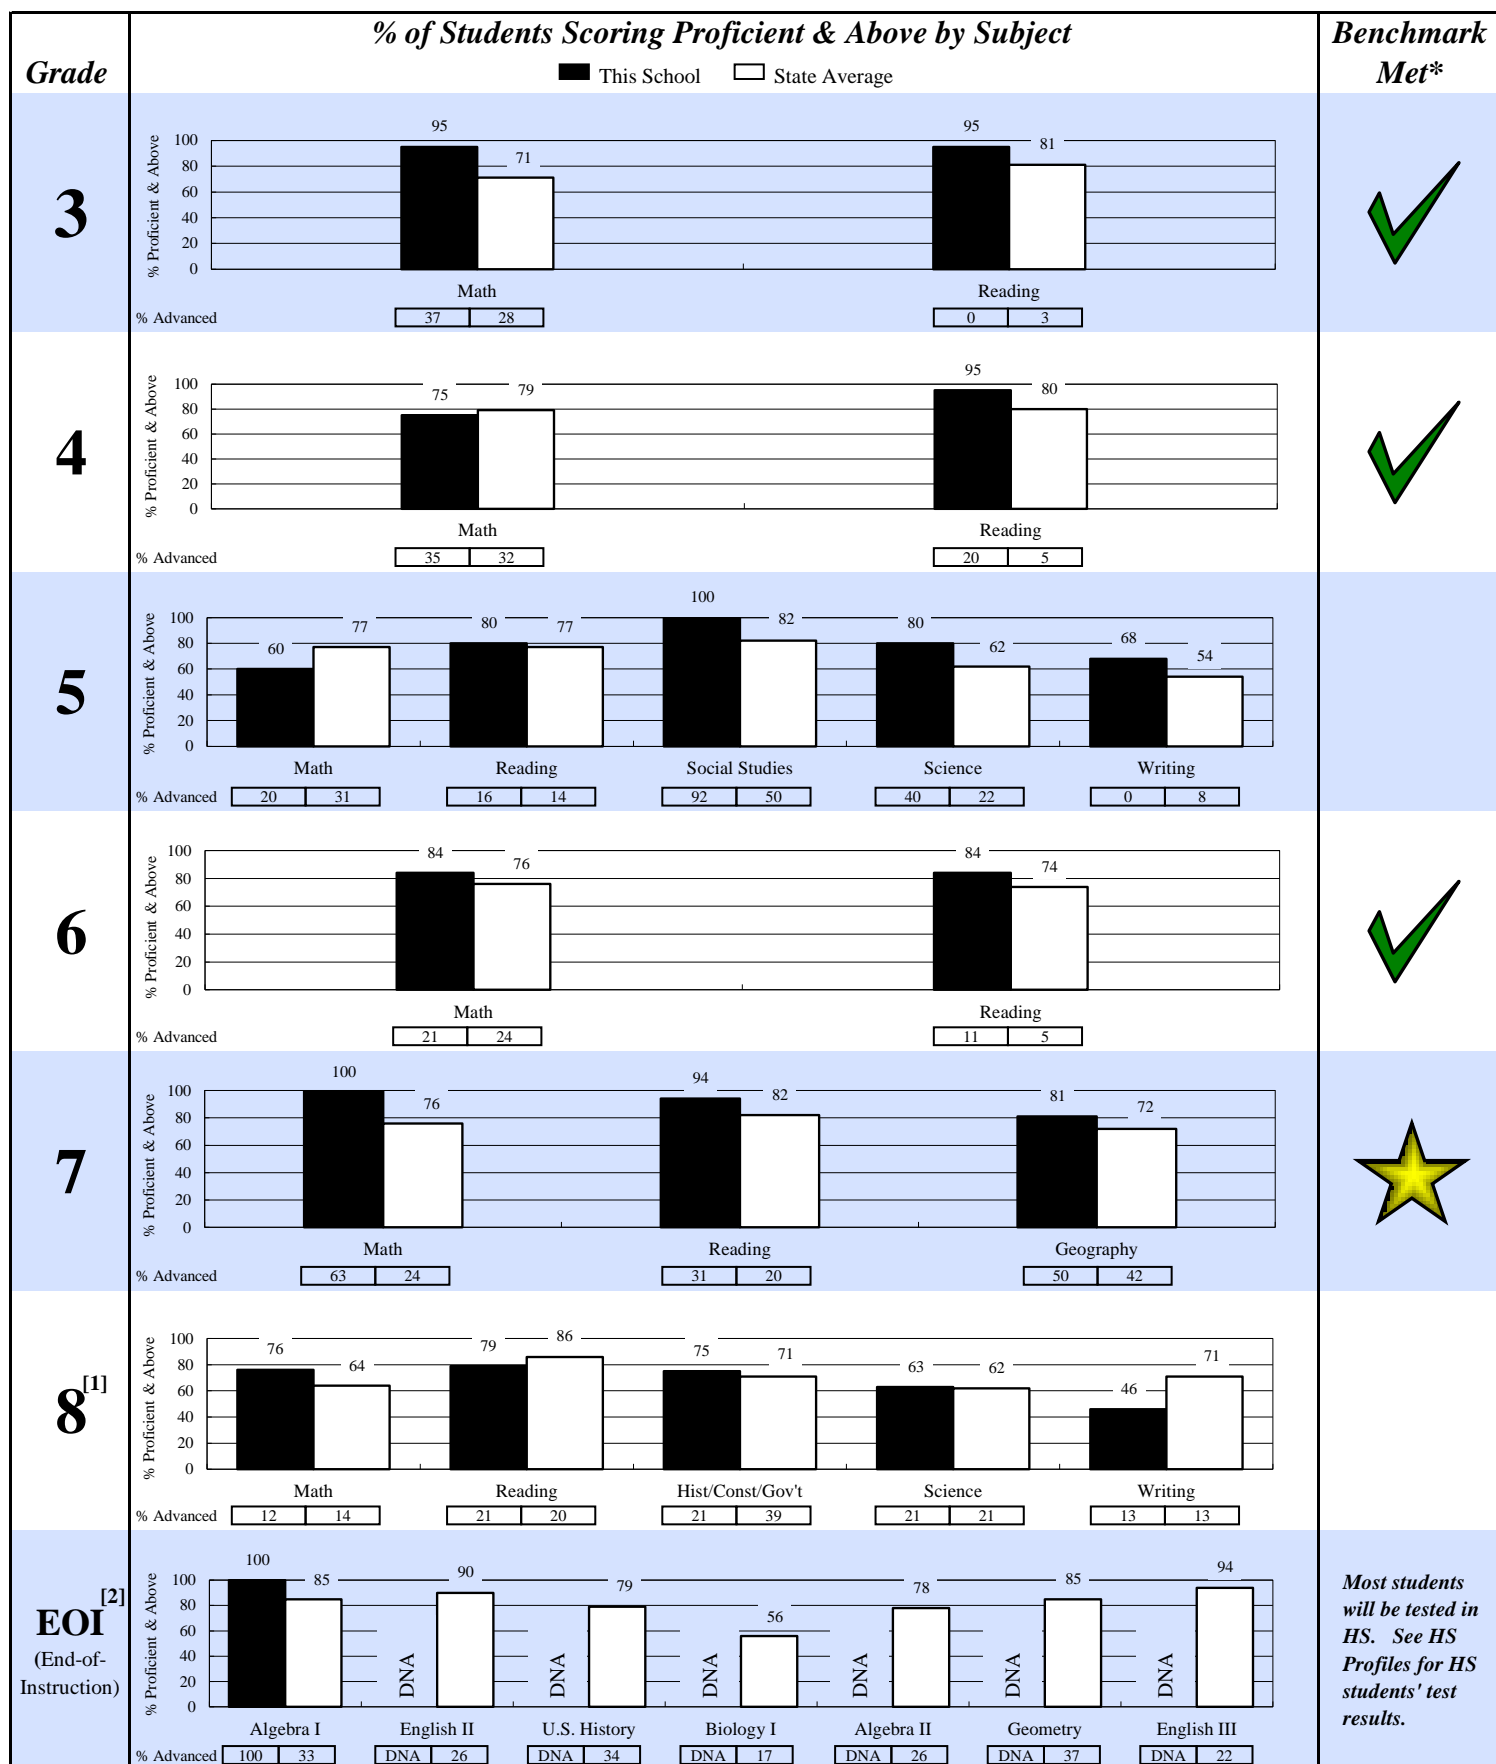 % of Students Scoring Proficient & Above by Subject
Benchmark
Met*
Grade
This School
State Average
3
% Proficient & Above
100
80
60
40
20
0
95
71
95
81
Math
Reading
% Advanced
37 28
0 3
4
% Proficient & Above
100
80
60
40
20
0
75
79
95
80
Math
Reading
% Advanced
35 32
20 5
5
% Proficient & Above
100
80
60
40
20
0
60
77
80
77
100
82
80
62
68
54
Math
Reading
Social Studies
Science
Writing
% Advanced
20 31
16 14
92 50
40 22
0 8
6
% Proficient & Above
100
80
60
40
20
0
84
76
84
74
Math
Reading
% Advanced
21 24
11 5
7
% Proficient & Above
100
80
60
40
20
0
100
76
94
82
81
72
Math
Reading
Geography
% Advanced
63 24
31 20
50 42
8[1]
% Proficient & Above
100
80
60
40
20
0
76
64
79
86
75
71
63
62
46
71
Math
Reading
Hist/Const/Gov't
Science
Writing
% Advanced
12 14
21 20
21 39
21 21
13 13
EOI[2]
(End-of-
Instruction)
% Proficient & Above
100
80
60
40
20
0
100
85
DNA
90
DNA
79
DNA
56
DNA
78
DNA
85
DNA
94
Algebra I
English II
U.S. History
Biology I
Algebra II
Geometry
English III
% Advanced
100 33
DNA 26
DNA 34
DNA 17
DNA 26
DNA 37
DNA 22
Most students
will be tested in
HS. See HS
Profiles for HS
students' test
results.